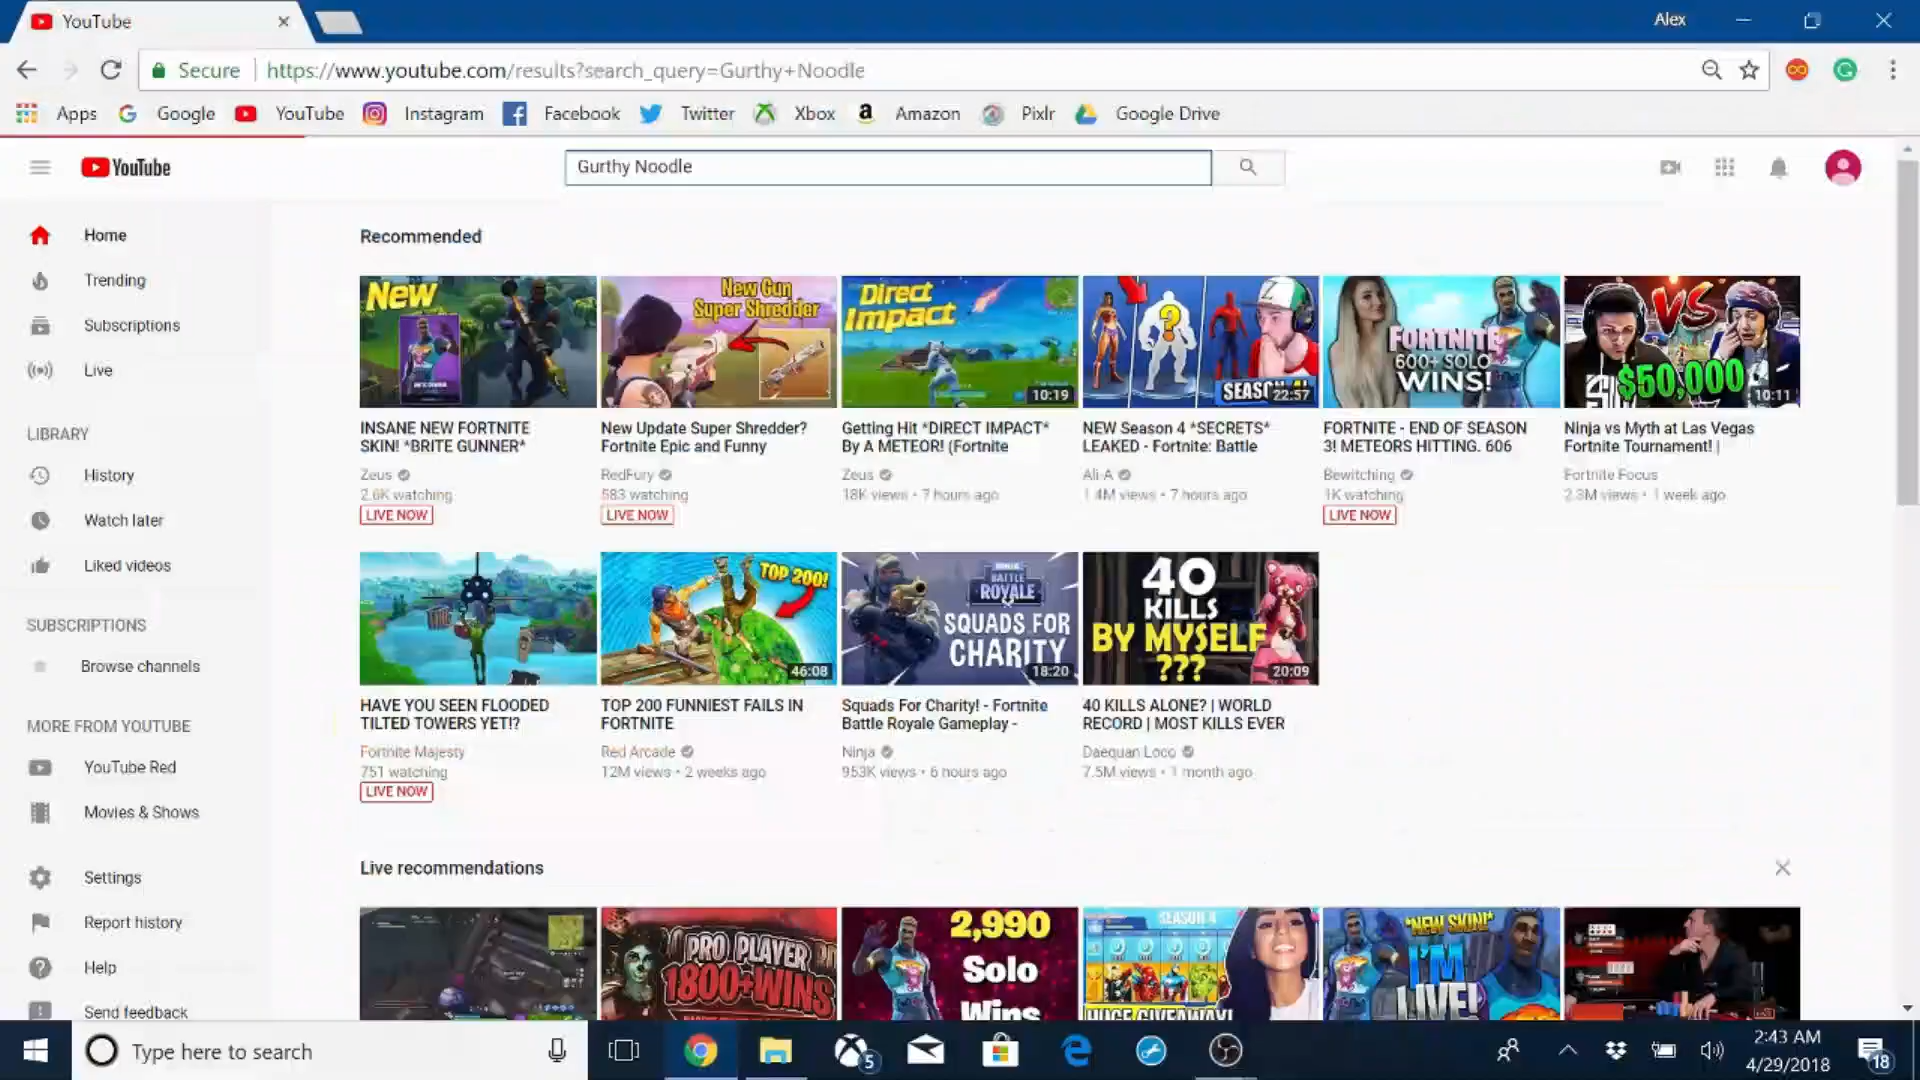 YouTube
Alex
Secure https://www.youtube.com/results?search_query=Gurthy+Noodle
Apps Google YouTube Instagram Facebook Twitter Xbox Amazon Pixlr Google Drive
YouTube
Gurthy Noodle
Home
Trending
Subscriptions
Live
LIBRARY
History
Watch later
Liked videos
SUBSCRIPTIONS
Browse channels
MORE FROM YOUTUBE
YouTube Red
Movies & Shows
Settings
Report history
Help
Send feedback
Recommended
New
New Gun
Super Shredder
Direct
Impact
10:19
?
22:57
FORTNITE
600+ SOLO
WINS!
VS
$50,000
10:11
INSANE NEW FORTNITE
SKIN! *BRITE GUNNER*
Zeus
2.6K watching
LIVE NOW
New Update Super Shredder?
Fortnite Epic and Funny
RedFury
583 watching
LIVE NOW
Getting Hit *DIRECT IMPACT*
By A METEOR! (Fortnite
Zeus
18K views • 7 hours ago
NEW Season 4 *SECRETS*
LEAKED - Fortnite: Battle
Ali-A
1.4M views • 7 hours ago
FORTNITE - END OF SEASON
3! METEORS HITTING. 606
Bewitching
1K watching
LIVE NOW
Ninja vs Myth at Las Vegas
Fortnite Tournament! |
Fortnite Focus
2.3M views • 1 week ago
TOP 200!
46:08
BATTLE
ROYALE
SQUADS FOR
CHARITY
18:20
40
KILLS
BY MYSELF
???
20:09
HAVE YOU SEEN FLOODED
TILTED TOWERS YET!?
Fortnite Majesty
751 watching
LIVE NOW
TOP 200 FUNNIEST FAILS IN
FORTNITE
Red Arcade
12M views • 2 weeks ago
Squads For Charity! - Fortnite
Battle Royale Gameplay -
Ninja
953K views • 6 hours ago
40 KILLS ALONE? | WORLD
RECORD | MOST KILLS EVER
Daequan Loco
7.5M views • 1 month ago
Live recommendations
PRO PLAYER
1800+WINS
2,990
Solo
Wins
SEASON 4
HUGE GIVEAWAY!
*NEW SKIN!*
I'M
LIVE!
Type here to search
5
2:43 AM
4/29/2018
18